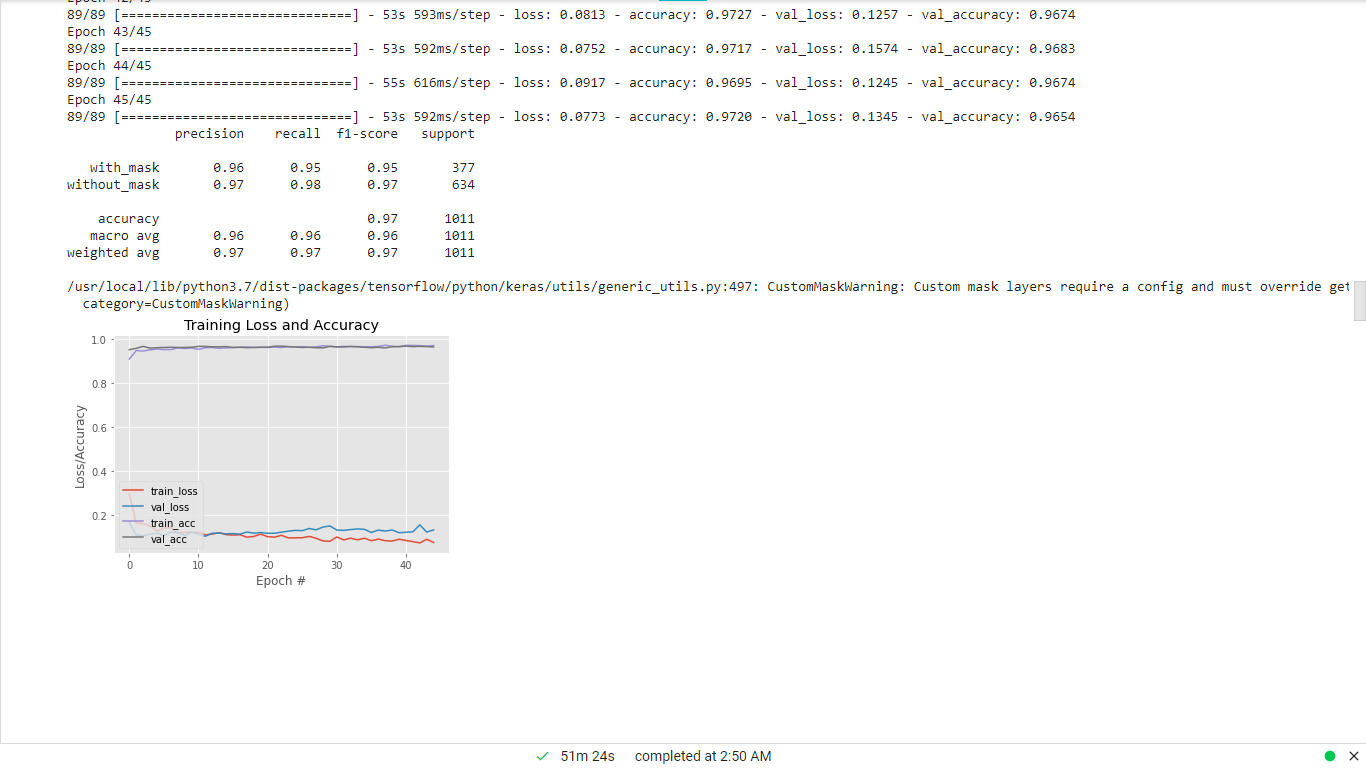 Epoch 42/45
89/89 [==============================] - 53s 593ms/step - loss: 0.0813 - accuracy: 0.9727 - val_loss: 0.1257 - val_accuracy: 0.9674
Epoch 43/45
89/89 [==============================] - 53s 592ms/step - loss: 0.0752 - accuracy: 0.9717 - val_loss: 0.1574 - val_accuracy: 0.9683
Epoch 44/45
89/89 [==============================] - 55s 616ms/step - loss: 0.0917 - accuracy: 0.9695 - val_loss: 0.1245 - val_accuracy: 0.9674
Epoch 45/45
89/89 [==============================] - 53s 592ms/step - loss: 0.0773 - accuracy: 0.9720 - val_loss: 0.1345 - val_accuracy: 0.9654
precision recall f1-score support
with_mask 0.96 0.95 0.95 377
without_mask 0.97 0.98 0.97 634
accuracy 0.97 1011
macro avg 0.96 0.96 0.96 1011
weighted avg 0.97 0.97 0.97 1011
/usr/local/lib/python3.7/dist-packages/tensorflow/python/keras/utils/generic_utils.py:497: CustomMaskWarning: Custom mask layers require a config and must override get
category=CustomMaskWarning)
Training Loss and Accuracy
1.0
0.8
0.6
0.4
0.2
Loss/Accuracy
train_loss
val_loss
train_acc
val_acc
0 10 20 30 40
Epoch #
51m 24s completed at 2:50 AM